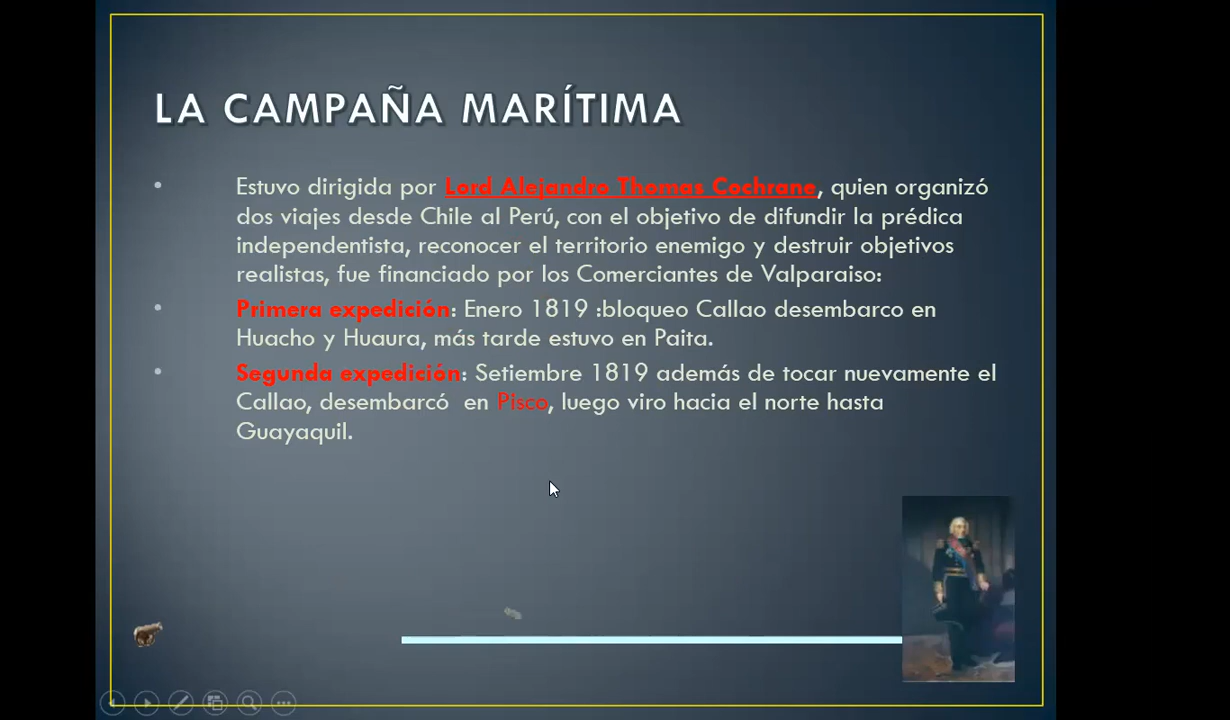 LA CAMPAÑA MARÍTIMA
• Estuvo dirigida por Lord Alejandro Thomas Cochrane, quien organizó
dos viajes desde Chile al Perú, con el objetivo de difundir la prédica
independentista, reconocer el territorio enemigo y destruir objetivos
realistas, fue financiado por los Comerciantes de Valparaiso:
• Primera expedición: Enero 1819 :bloqueo Callao desembarco en
Huacho y Huaura, más tarde estuvo en Paita.
• Segunda expedición: Setiembre 1819 además de tocar nuevamente el
Callao, desembarcó en Pisco, luego viro hacia el norte hasta
Guayaquil.